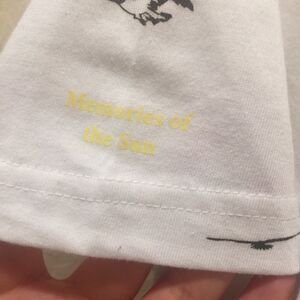 Memories of
the Sun